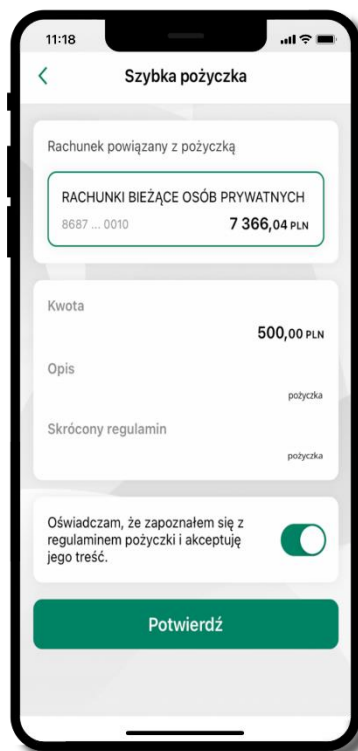 11:18
Szybka pożyczka
Rachunek powiązany z pożyczką
RACHUNKI BIEŻĄCE OSÓB PRYWATNYCH
8687 ... 0010 7 366,04 PLN
Kwota
500,00 PLN
Opis
pożyczka
Skrócony regulamin
pożyczka
Oświadczam, że zapoznałem się z
regulaminem pożyczki i akceptuję
jego treść.
Potwierdź